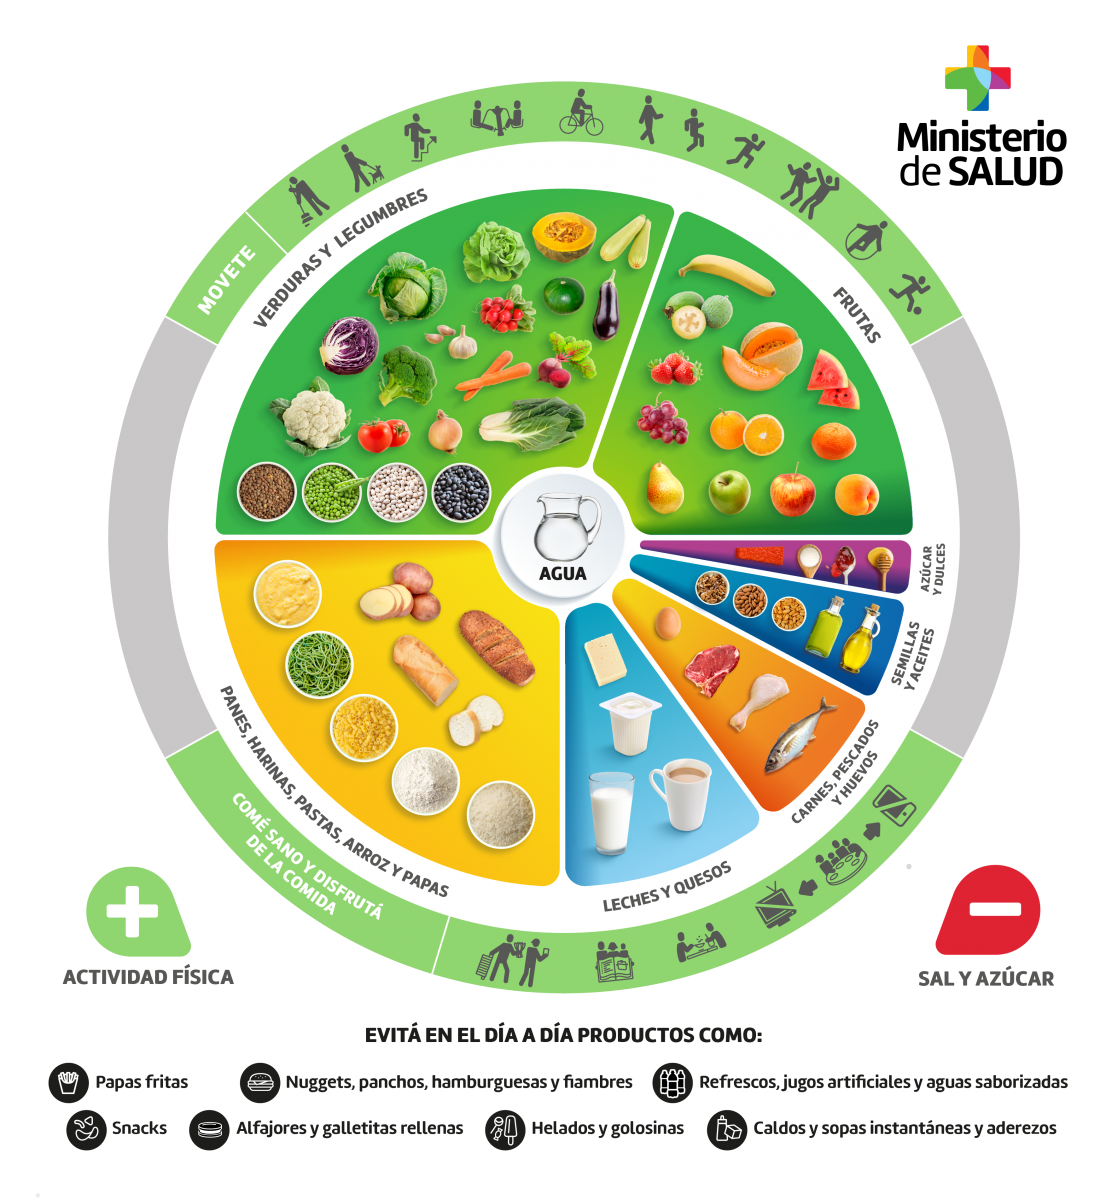 Ministerio
de SALUD
MOVETE
VERDURAS Y LEGUMBRES
FRUTAS
AGUA
AZÚCAR
Y DULCES
SEMILLAS
Y ACEITES
CARNES, PESCADOS
Y HUEVOS
LECHES Y QUESOS
PANES, HARINAS, PASTAS, ARROZ Y PAPAS
COMÉ SANO Y DISFRUTÁ
DE LA COMIDA
ACTIVIDAD FÍSICA
SAL Y AZÚCAR
EVITÁ EN EL DÍA A DÍA PRODUCTOS COMO:
Papas fritas
Nuggets, panchos, hamburguesas y fiambres
Refrescos, jugos artificiales y aguas saborizadas
Snacks
Alfajores y galletitas rellenas
Helados y golosinas
Caldos y sopas instantáneas y aderezos